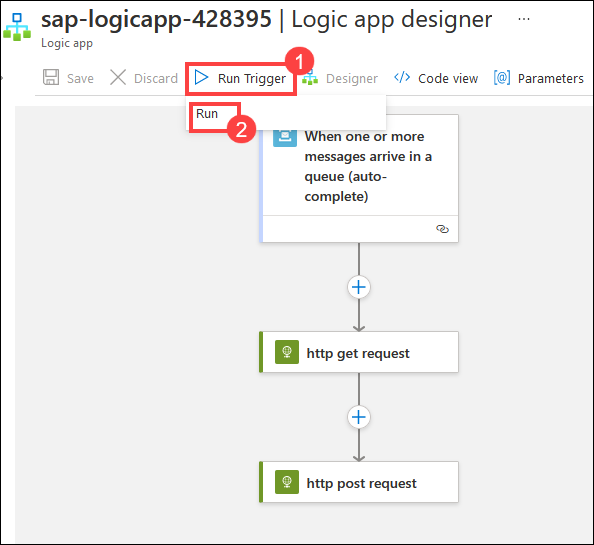 sap-logicapp-428395 | Logic app designer ...
Logic app
Save Discard Run Trigger 1 Designer Code view Parameters
Run 2
When one or more
messages arrive in a
queue (auto-
complete)
http get request
http post request